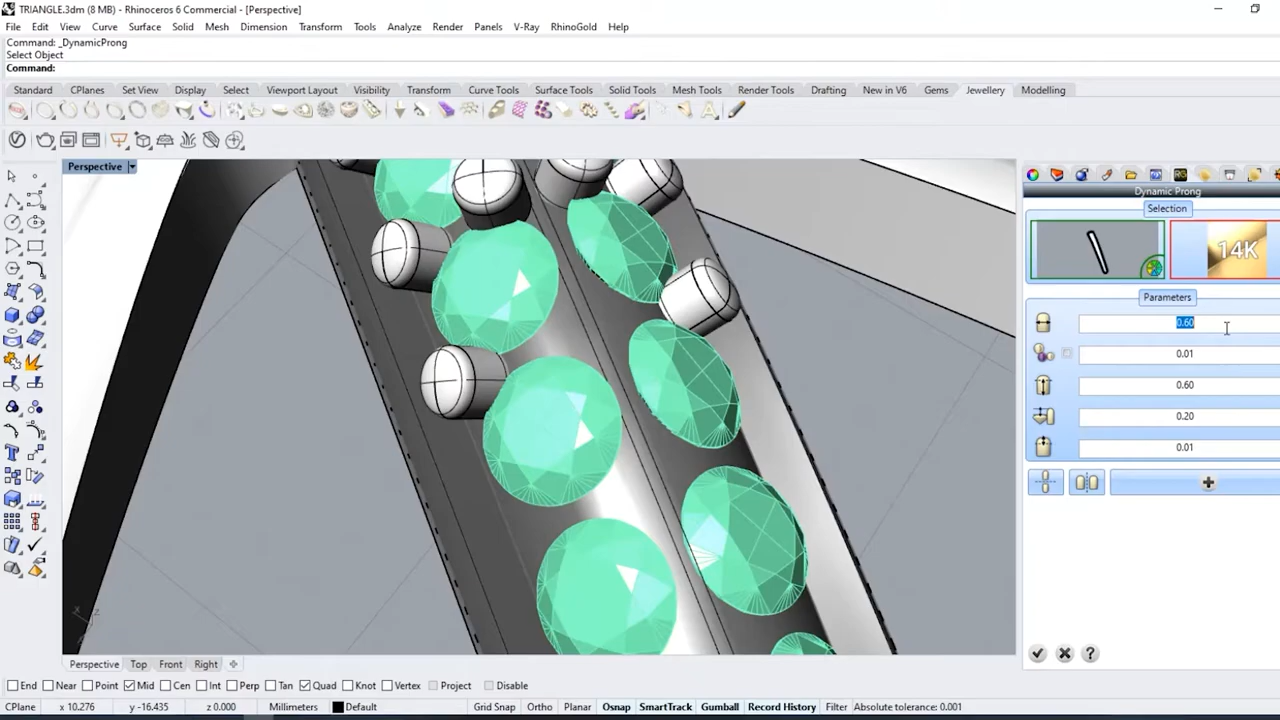 TRIANGLE.3dm (8 MB) - Rhinoceros 6 Commercial - [Perspective]
File Edit View Curve Surface Solid Mesh Dimension Transform Tools Analyze Render Panels V-Ray RhinoGold Help
Command: _DynamicProng
Select Object
Command:
Standard CPlanes Set View Display Select Viewport Layout Visibility Transform Curve Tools Surface Tools Solid Tools Mesh Tools Render Tools Drafting New in V6 Gems Jewellery Modelling
Perspective
Dynamic Prong
Selection
14K
Parameters
0.60
0.01
0.60
0.20
0.01
Perspective Top Front Right
End Near Point Mid Cen Int Perp Tan Quad Knot Vertex Project Disable
CPlane x 10.276 y -16.435 z 0.000 Millimeters Default Grid Snap Ortho Planar Osnap SmartTrack Gumball Record History Filter Absolute tolerance: 0.001